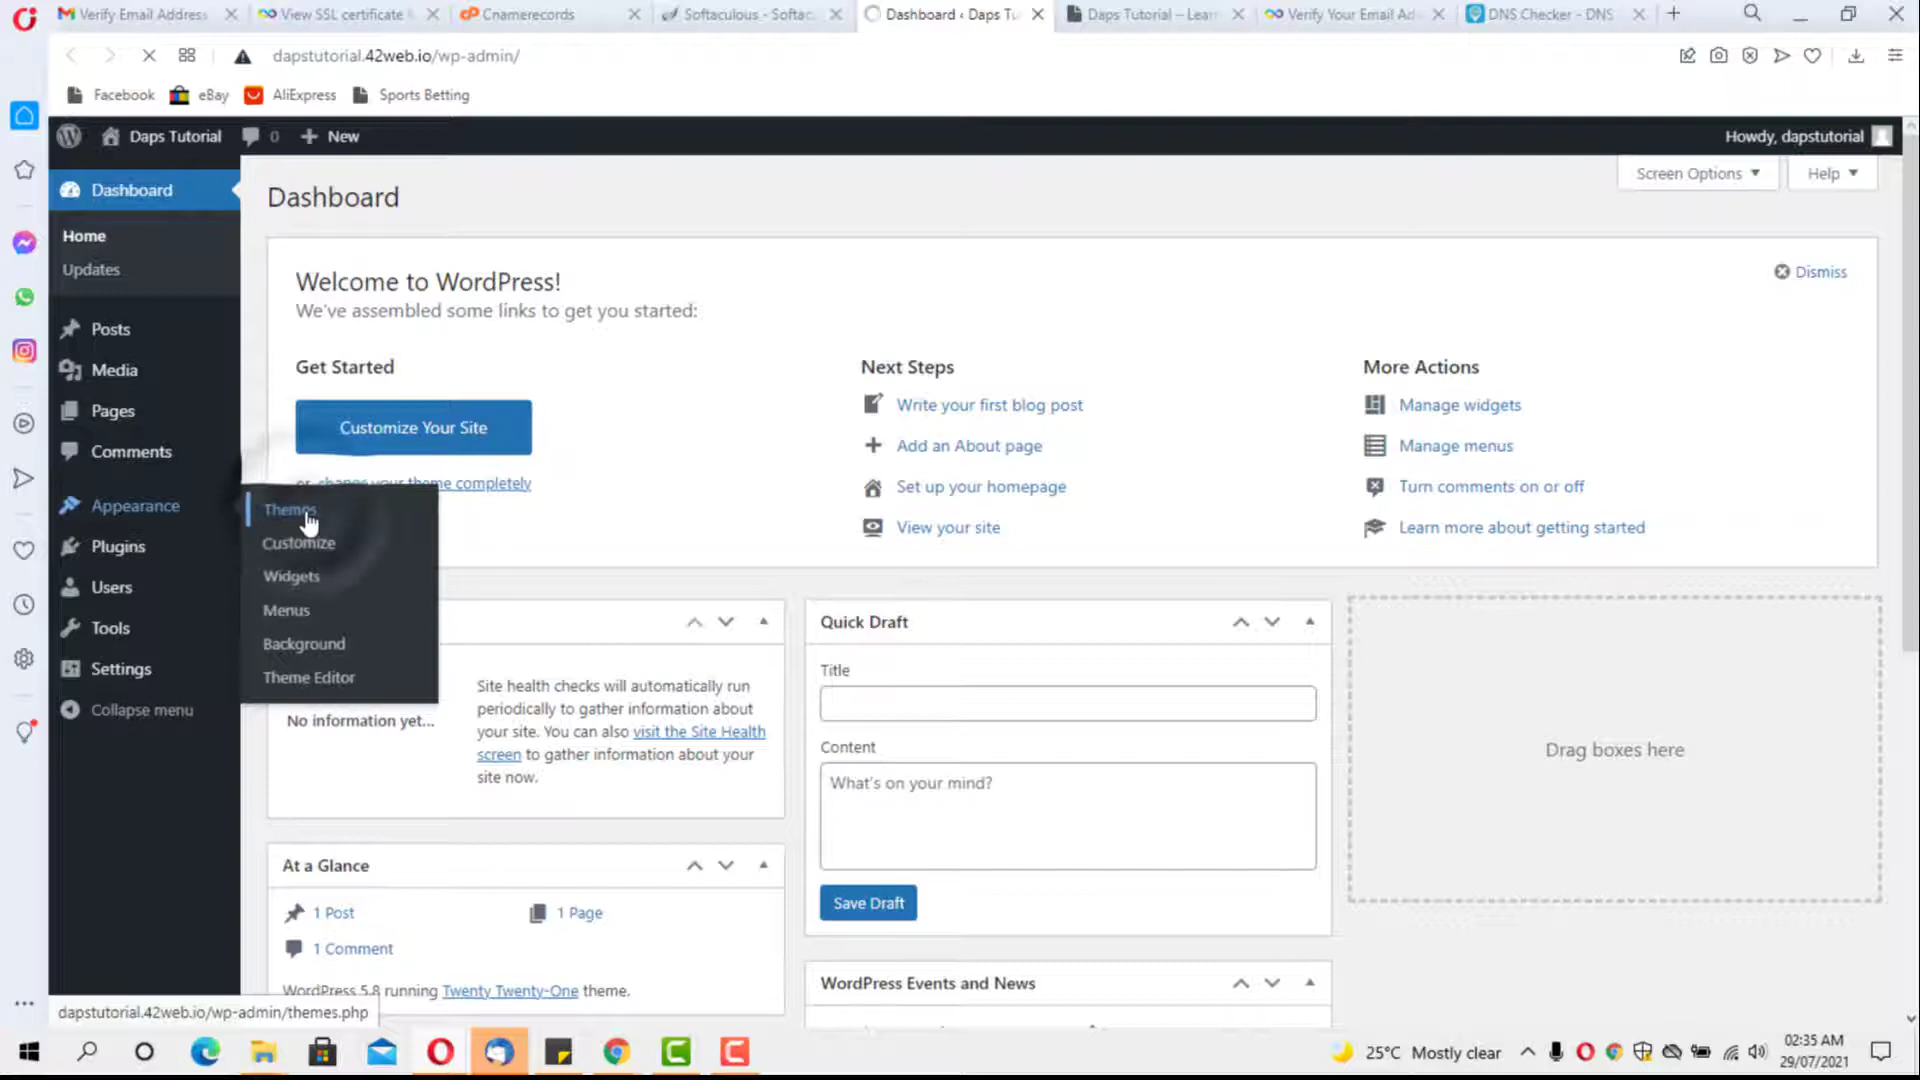 Verify Email Address
View SSL certificate
Cnamerecords
Softaculous - Softac
Dashboard ‹ Daps Tu
Daps Tutorial – Learn
Verify Your Email Ad
DNS Checker - DNS
dapstutorial.42web.io/wp-admin/
Facebook
eBay
AliExpress
Sports Betting
Daps Tutorial
0
New
Howdy, dapstutorial
Dashboard
Home
Updates
Posts
Media
Pages
Comments
Appearance
Plugins
Users
Tools
Settings
Collapse menu
Themes
Customize
Widgets
Menus
Background
Theme Editor
Dashboard
Screen Options
Help
Welcome to WordPress!
We've assembled some links to get you started:
Dismiss
Get Started
Customize Your Site
or, change your theme completely
Next Steps
Write your first blog post
Add an About page
Set up your homepage
View your site
More Actions
Manage widgets
Manage menus
Turn comments on or off
Learn more about getting started
No information yet...
Site health checks will automatically run
periodically to gather information about
your site. You can also visit the Site Health
screen to gather information about your
site now.
At a Glance
1 Post
1 Page
1 Comment
WordPress 5.8 running Twenty Twenty-One theme.
Quick Draft
Title
Content
What's on your mind?
Save Draft
WordPress Events and News
Drag boxes here
dapstutorial.42web.io/wp-admin/themes.php
25°C Mostly clear
02:35 AM
29/07/2021